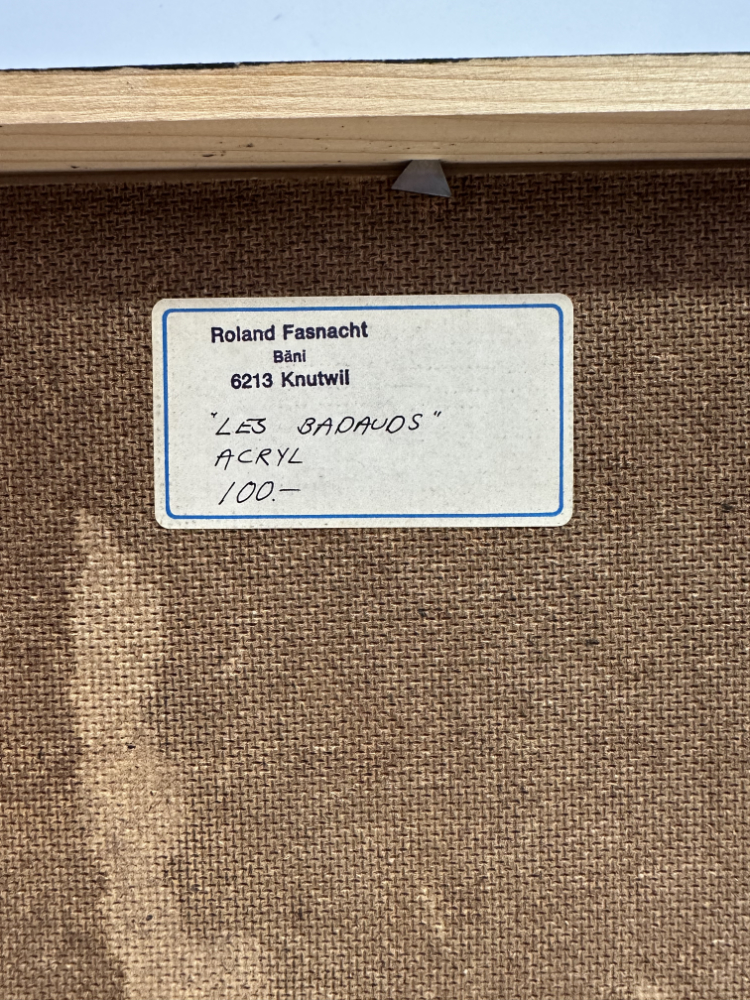 Roland Fasnacht
Bäni
6213 Knutwil
"LES BADAUDS"
ACRYL
100.—